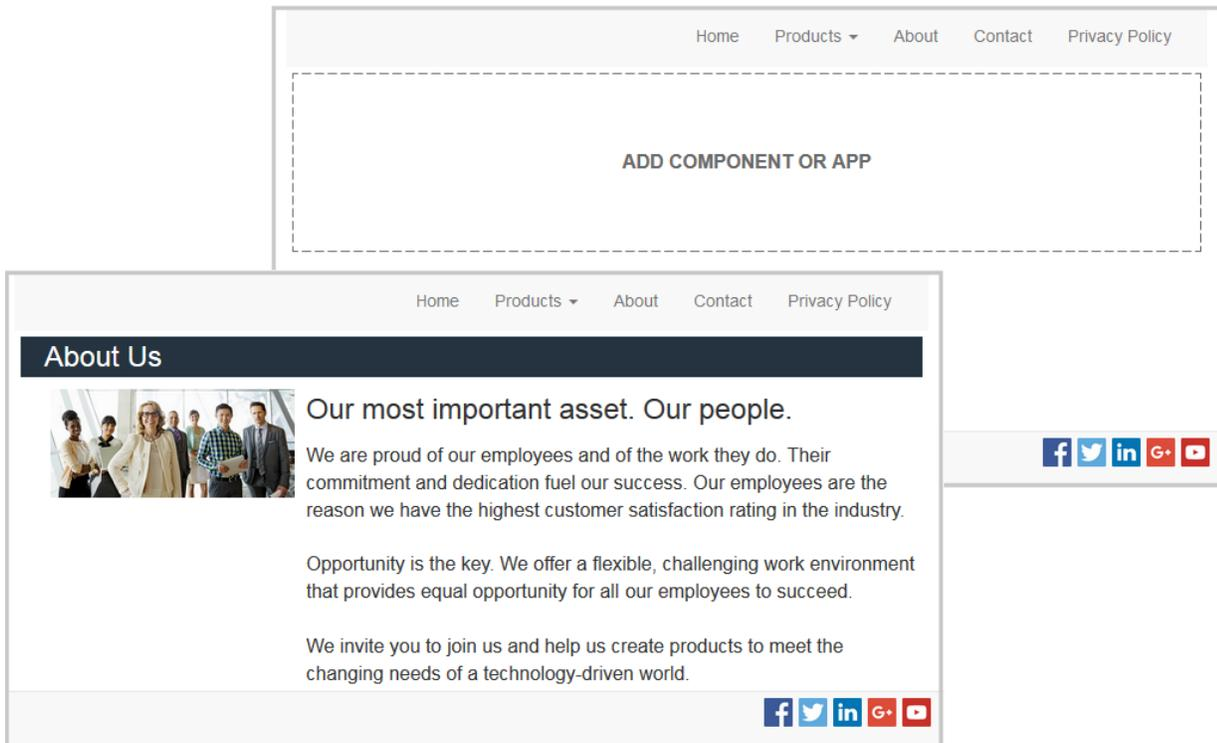 Home Products About Contact Privacy Policy
ADD COMPONENT OR APP
Home Products About Contact Privacy Policy
About Us
Our most important asset. Our people.
We are proud of our employees and of the work they do. Their
commitment and dedication fuel our success. Our employees are the
reason we have the highest customer satisfaction rating in the industry.
Opportunity is the key. We offer a flexible, challenging work environment
that provides equal opportunity for all our employees to succeed.
We invite you to join us and help us create products to meet the
changing needs of a technology-driven world.
f in G+
f in G+